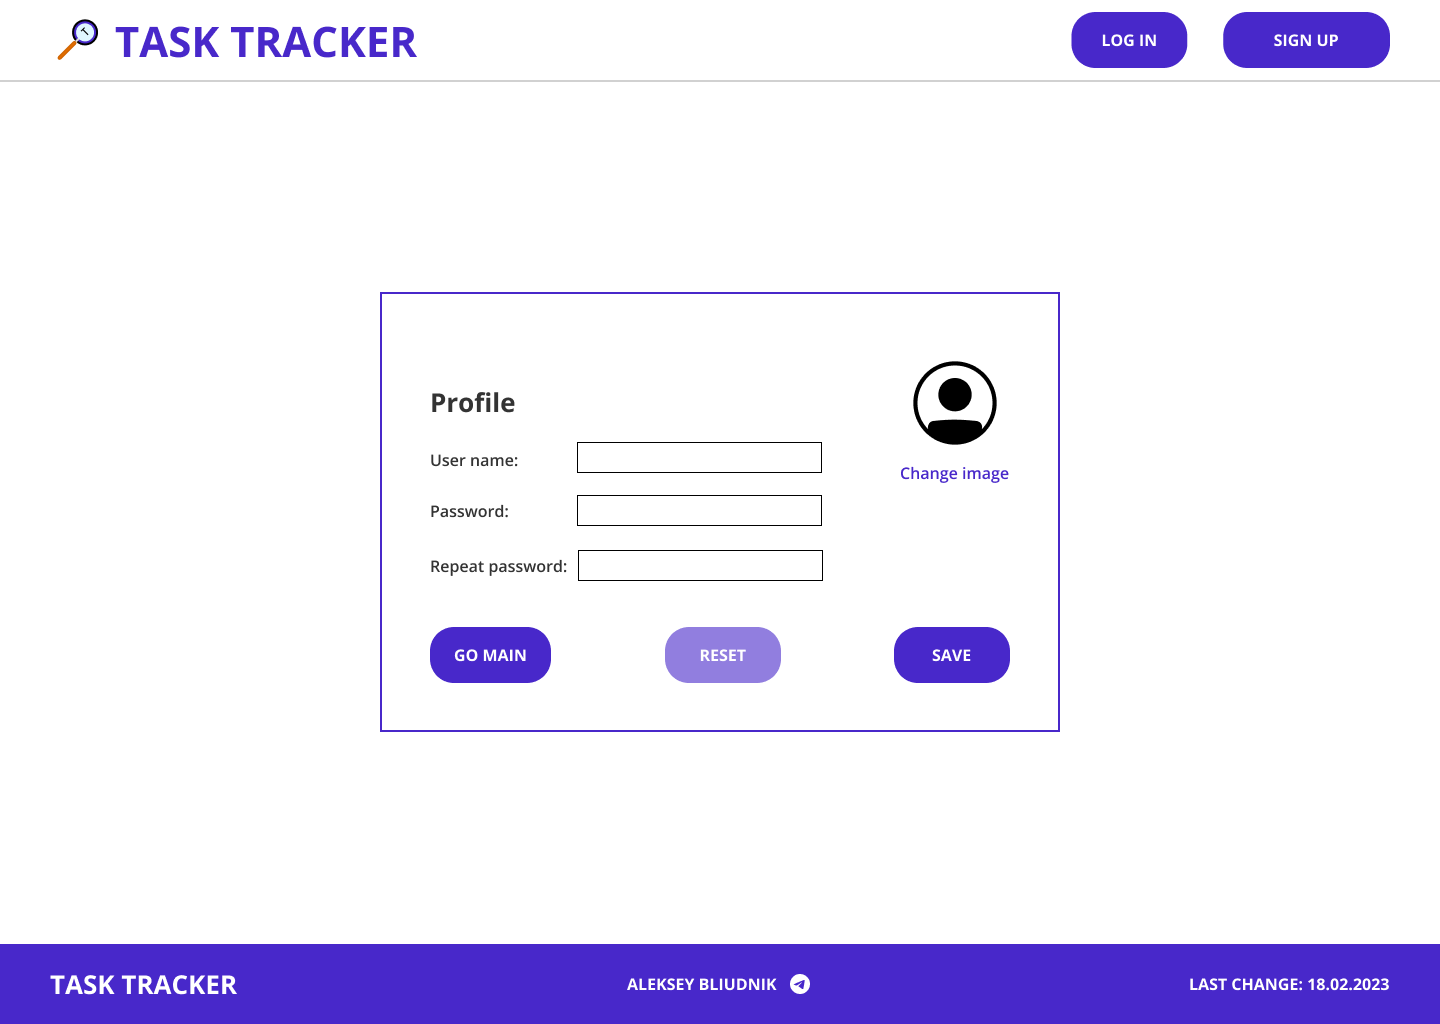 TASK TRACKER
LOG IN
SIGN UP
Profile
User name:
Password:
Repeat password:
Change image
GO MAIN
RESET
SAVE
TASK TRACKER
ALEKSEY BLIUDNIK
LAST CHANGE: 18.02.2023